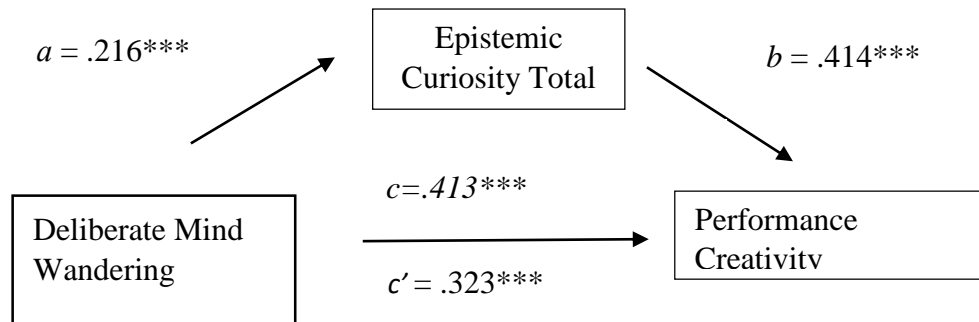 a = .216***
Epistemic
Curiosity Total
b = .414***
c=.413***
Deliberate Mind
Wandering
Performance
Creativity
c′ = .323***